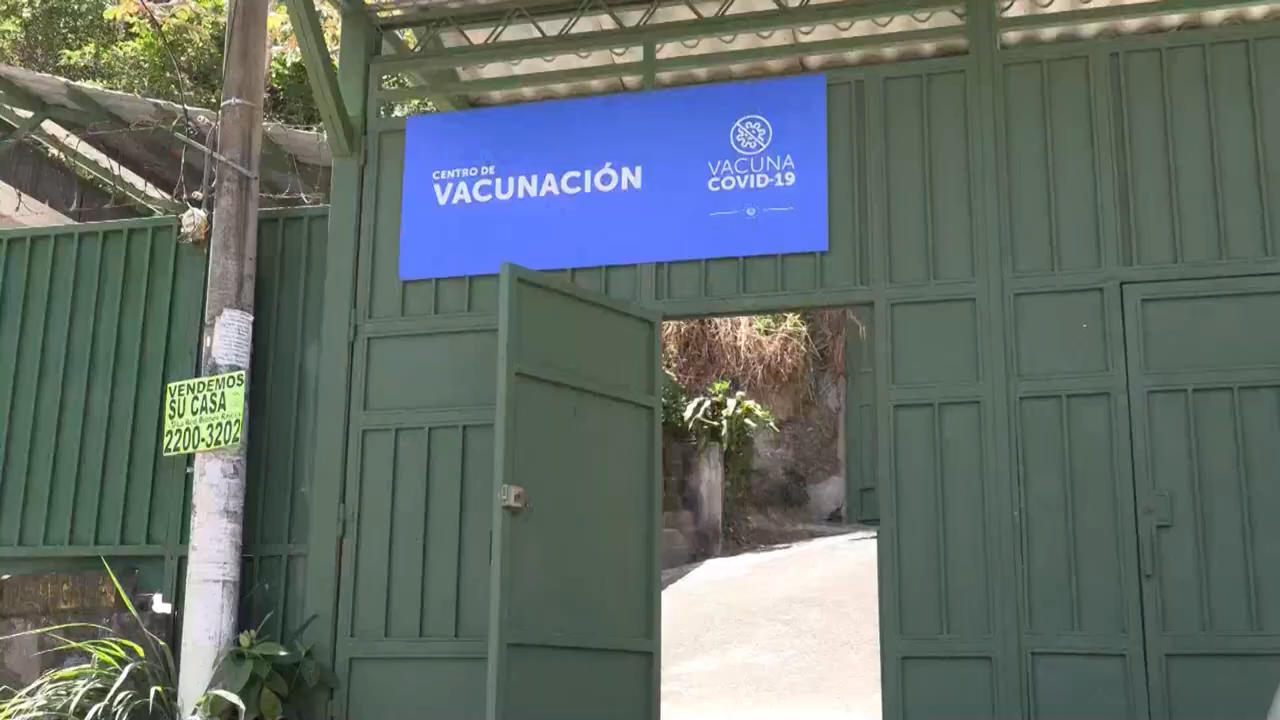 CENTRO DE
VACUNACIÓN
VACUNA
COVID-19
VENDEMOS
SU CASA
2200-3202